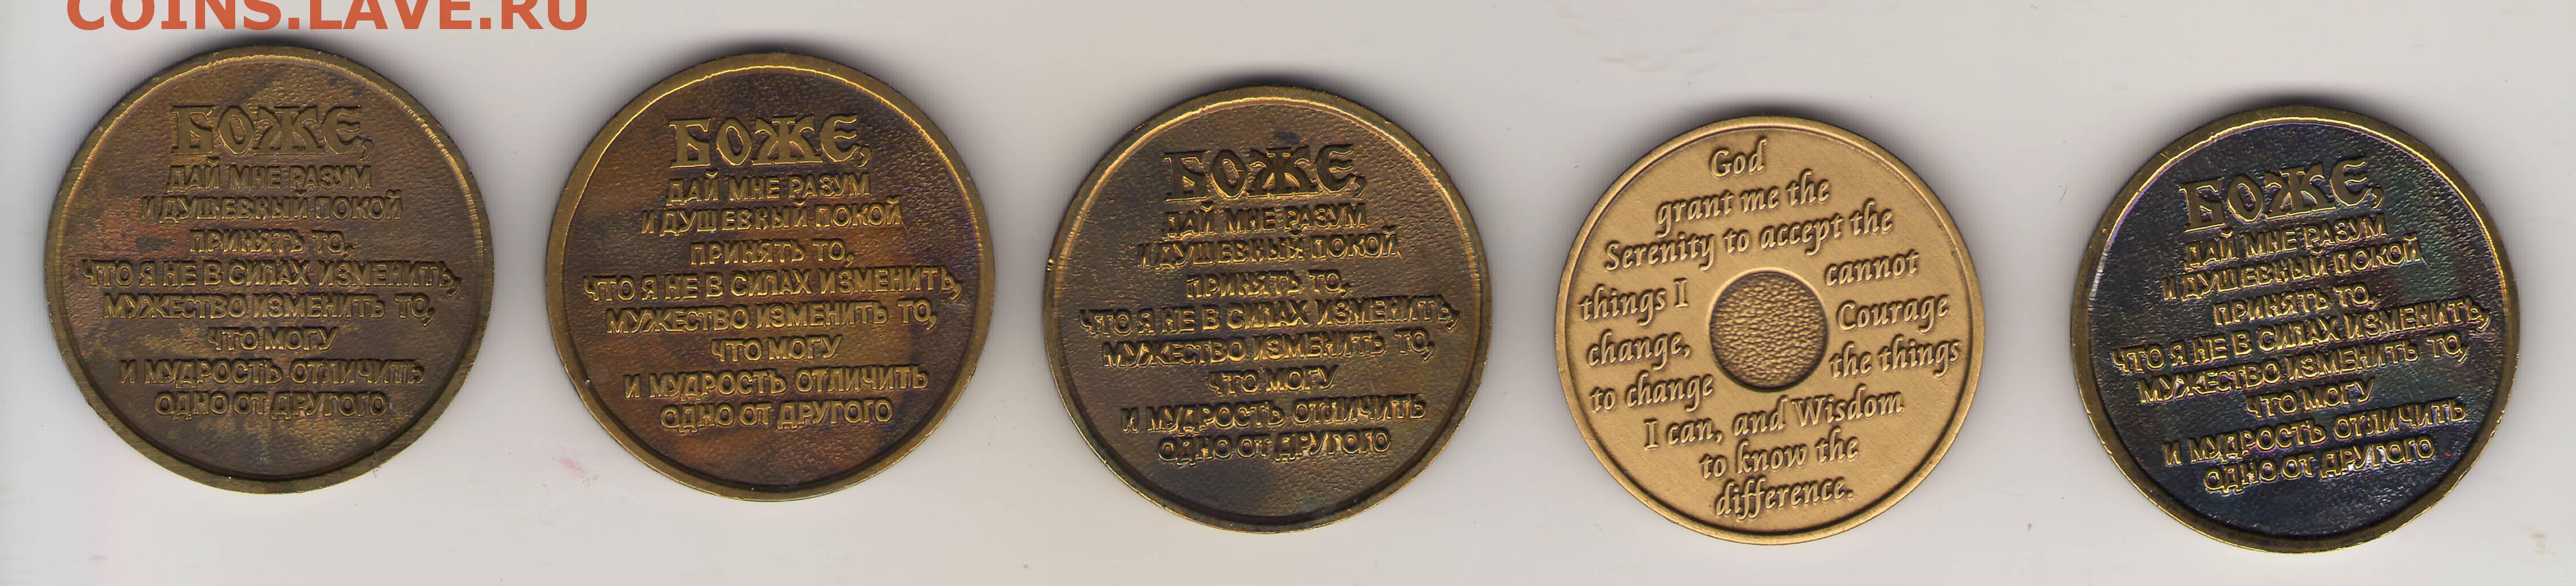 COINS.LAVE.RU
БОЖЕ,
ДАЙ МНЕ РАЗУМ
И ДУШЕВНЫЙ ПОКОЙ
ПРИНЯТЬ ТО,
ЧТО Я НЕ В СИЛАХ ИЗМЕНИТЬ,
МУЖЕСТВО ИЗМЕНИТЬ ТО,
ЧТО МОГУ
И МУДРОСТЬ ОТЛИЧИТЬ
ОДНО ОТ ДРУГОГО
БОЖЕ,
ДАЙ МНЕ РАЗУМ
И ДУШЕВНЫЙ ПОКОЙ
ПРИНЯТЬ ТО,
ЧТО Я НЕ В СИЛАХ ИЗМЕНИТЬ,
МУЖЕСТВО ИЗМЕНИТЬ ТО,
ЧТО МОГУ
И МУДРОСТЬ ОТЛИЧИТЬ
ОДНО ОТ ДРУГОГО
БОЖЕ,
ДАЙ МНЕ РАЗУМ
И ДУШЕВНЫЙ ПОКОЙ
ПРИНЯТЬ ТО,
ЧТО Я НЕ В СИЛАХ ИЗМЕНИТЬ,
МУЖЕСТВО ИЗМЕНИТЬ ТО,
ЧТО МОГУ
И МУДРОСТЬ ОТЛИЧИТЬ
ОДНО ОТ ДРУГОГО
God
grant me the
Serenity to accept the
things I cannot
change, Courage
to change the things
I can, and Wisdom
to know the
difference.
БОЖЕ,
ДАЙ МНЕ РАЗУМ
И ДУШЕВНЫЙ ПОКОЙ
ПРИНЯТЬ ТО,
ЧТО Я НЕ В СИЛАХ ИЗМЕНИТЬ,
МУЖЕСТВО ИЗМЕНИТЬ ТО,
ЧТО МОГУ
И МУДРОСТЬ ОТЛИЧИТЬ
ОДНО ОТ ДРУГОГО